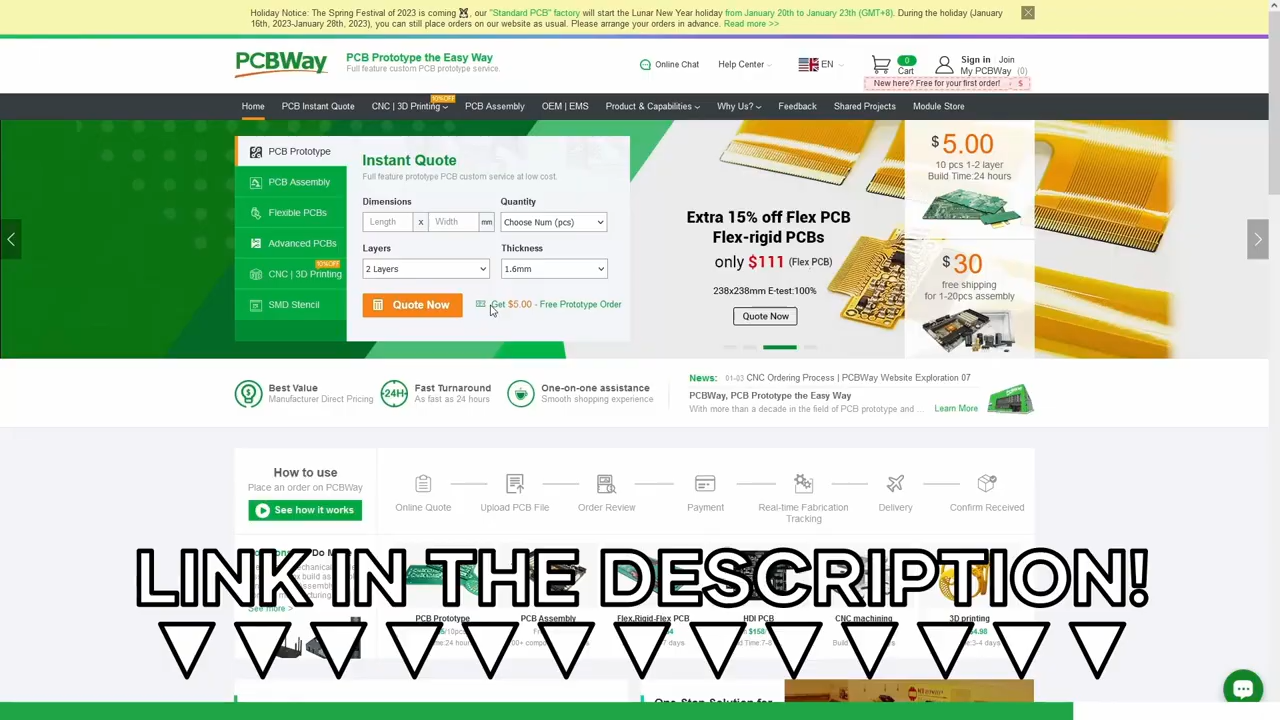 Holiday Notice: The Spring Festival of 2023 is coming, our "Standard PCB" factory will start the Lunar New Year holiday from January 20th to January 23th (GMT+8). During the holiday (January
16th, 2023-January 28th, 2023), you can still place orders on our website as usual. Please arrange your orders in advance. Read more >>
PCBWay
PCB Prototype the Easy Way
Full feature custom PCB prototype service.
Online Chat
Help Center
EN
0
Cart
Sign in Join
My PCBWay (0)
New here? Free for your first order!
Home
PCB Instant Quote
CNC | 3D Printing
10%OFF
PCB Assembly
OEM | EMS
Product & Capabilities
Why Us?
Feedback
Shared Projects
Module Store
PCB Prototype
PCB Assembly
Flexible PCBs
Advanced PCBs
10%OFF
CNC | 3D Printing
SMD Stencil
Instant Quote
Full feature prototype PCB custom service at low cost.
Dimensions
Quantity
Length x Width mm
Choose Num (pcs)
Layers
Thickness
2 Layers
1.6mm
Quote Now
Get $5.00 - Free Prototype Order
Extra 15% off Flex PCB
Flex-rigid PCBs
only $111 (Flex PCB)
238x238mm E-test:100%
Quote Now
$5.00
10 pcs 1-2 layer
Build Time:24 hours
$30
free shipping
for 1-20pcs assembly
Best Value
Manufacturer Direct Pricing
24H
Fast Turnaround
As fast as 24 hours
One-on-one assistance
Smooth shopping experience
News: 01-03 CNC Ordering Process | PCBWay Website Exploration 07
PCBWay, PCB Prototype the Easy Way
With more than a decade in the field of PCB prototype and ...
Learn More
How to use
Place an order on PCBWay
See how it works
Online Quote
Upload PCB File
Order Review
Payment
Real-time Fabrication
Tracking
Delivery
Confirm Received
LINK IN THE DESCRIPTION!
See more >
PCB Prototype
PCB Assembly
Flex,Rigid-Flex PCB
HDI PCB
CNC machining
3D printing
One-Stop Solution for